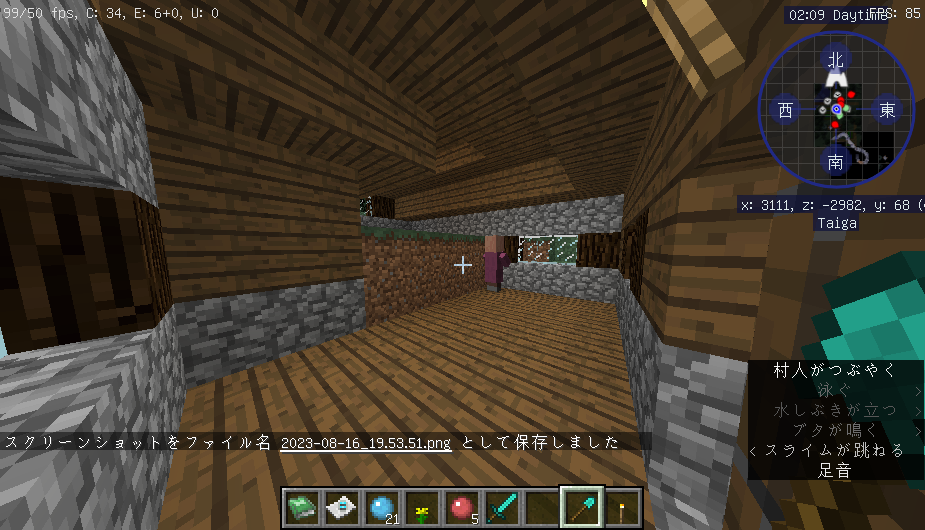 99/50 fps, C: 34, E: 6+0, U: 0
02:09 Daytime
FPS: 85
北
西
東
南
x: 3111, z: -2982, y: 68 (
Taiga
村人がつぶやく
泳ぐ >
水しぶきが立つ >
ブタが鳴く >
< スライムが跳ねる
足音
スクリーンショットをファイル名 2023-08-16_19.53.51.png として保存しました
21
5